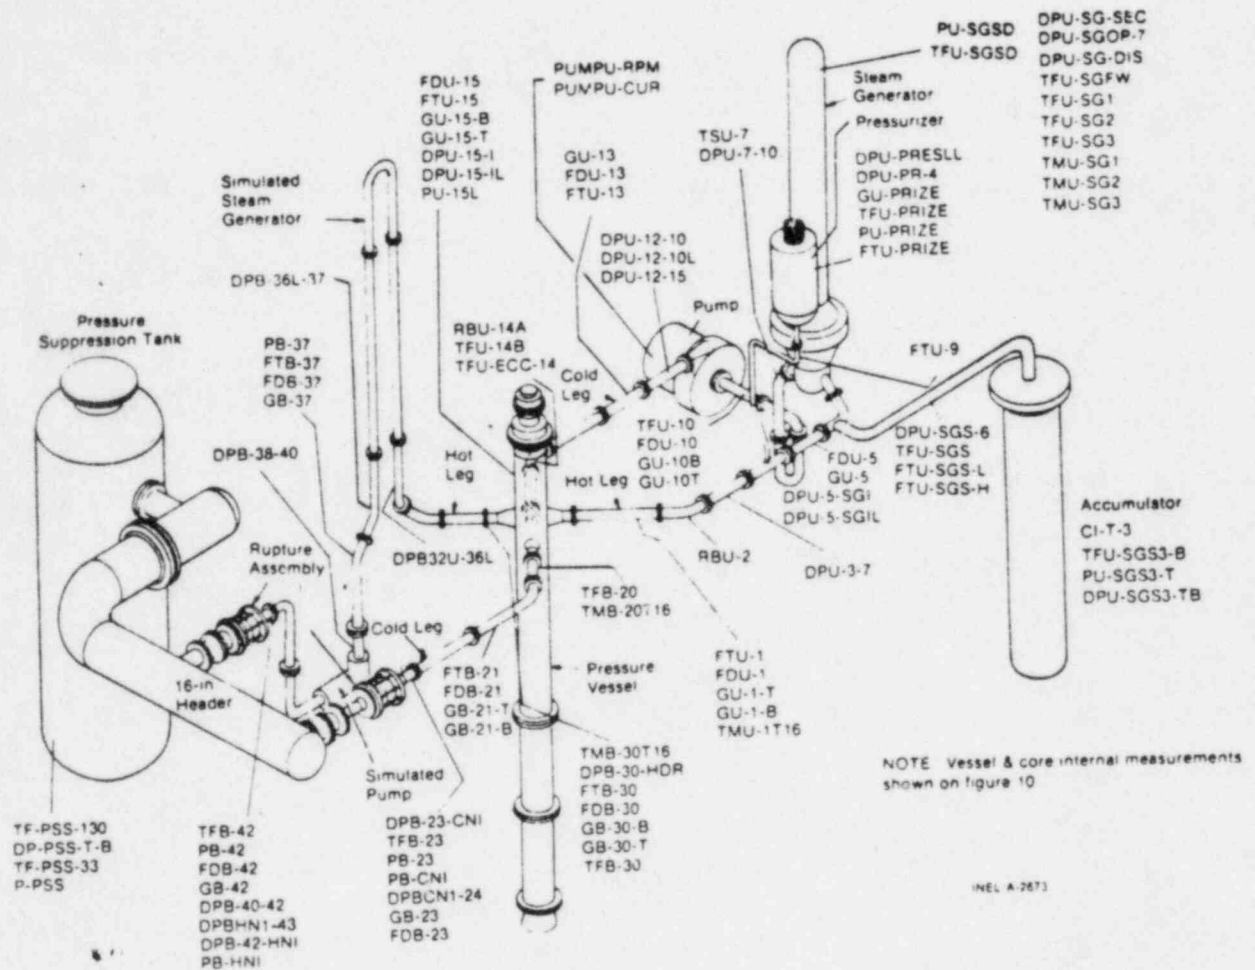 PU-SGSD
TFU-SGSD
DPU-SG-SEC
DPU-SGOP-7
DPU-SG-DIS
TFU-SGFW
TFU-SG1
TFU-SG2
TFU-SG3
TMU-SG1
TMU-SG2
TMU-SG3
Steam
Generator
Pressurizer
DPU-PRESLL
DPU-PR-4
GU-PRIZE
TFU-PRIZE
PU-PRIZE
FTU-PRIZE
FDU-15
FTU-15
GU-15-B
GU-15-T
DPU-15-I
DPU-15-IL
PU-15L
PUMPU-RPM
PUMPU-CUR
GU-13
FDU-13
FTU-13
TSU-7
DPU-7-10
Simulated
Steam
Generator
DPU-12-10
DPU-12-10L
DPU-12-15
Pump
DPB-36L-37
Pressure
Suppression Tank
PB-37
FTB-37
FDB-37
GB-37
RBU-14A
TFU-14B
TFU-ECC-14
Cold
Leg
FTU-9
DPB-38-40
Hot
Leg
Hot Leg
TFU-10
FDU-10
GU-10B
GU-10T
FDU-5
GU-5
DPU-5-SGI
DPU-5-SGIL
DPU-SGS-6
TFU-SGS
FTU-SGS-L
FTU-SGS-H
Accumulator
CI-T-3
TFU-SGS3-B
PU-SGS3-T
DPU-SGS3-TB
Rupture
Assembly
DPB32U-36L
RBU-2
DPU-3-7
TFB-20
TMB-20T16
Cold Leg
FTB-21
FDB-21
GB-21-T
GB-21-B
Pressure
Vessel
FTU-1
FDU-1
GU-1-T
GU-1-B
TMU-1T16
16-in
Header
Simulated
Pump
TMB-30T16
DPB-30-HDR
FTB-30
FDB-30
GB-30-B
GB-30-T
TFB-30
NOTE Vessel & core internal measurements
shown on figure 10
TF-PSS-130
DP-PSS-T-B
TF-PSS-33
P-PSS
TFB-42
PB-42
FDB-42
GB-42
DPB-40-42
DPBHN1-43
DPB-42-HN1
PB-HN1
DPB-23-CN1
TFB-23
PB-23
PB-CN1
DPBCN1-24
GB-23
FDB-23
INEL A-2673